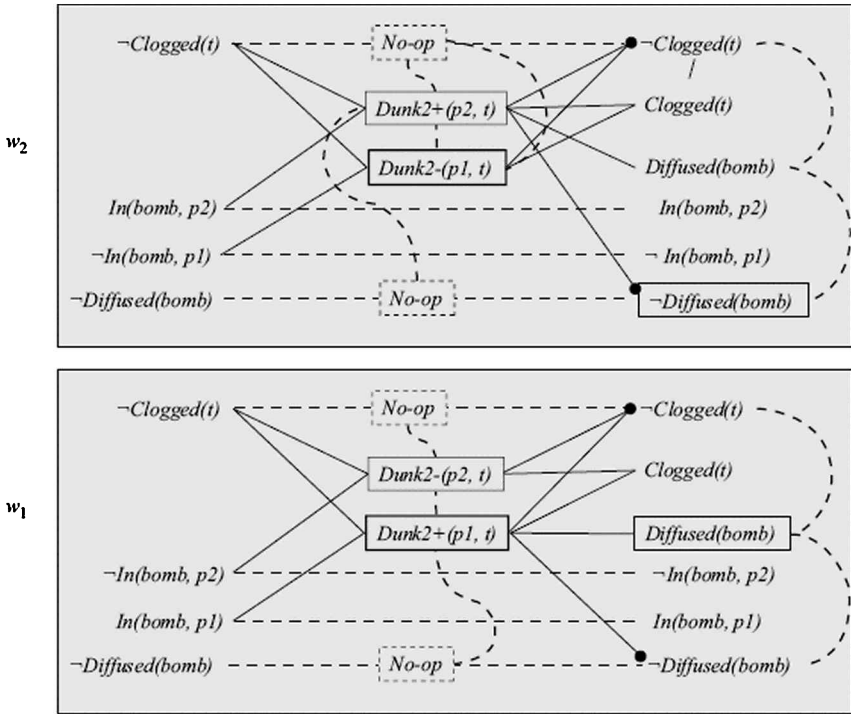 w2
¬Clogged(t) No-op ¬Clogged(t)
Dunk2+(p2, t) Clogged(t)
Dunk2-(p1, t) Diffused(bomb)
In(bomb, p2) In(bomb, p2)
¬In(bomb, p1) ¬ In(bomb, p1)
¬Diffused(bomb) No-op ¬Diffused(bomb)
w1
¬Clogged(t) No-op ¬Clogged(t)
Dunk2-(p2, t) Clogged(t)
Dunk2+(p1, t) Diffused(bomb)
¬In(bomb, p2) ¬In(bomb, p2)
In(bomb, p1) In(bomb, p1)
¬Diffused(bomb) No-op ¬Diffused(bomb)